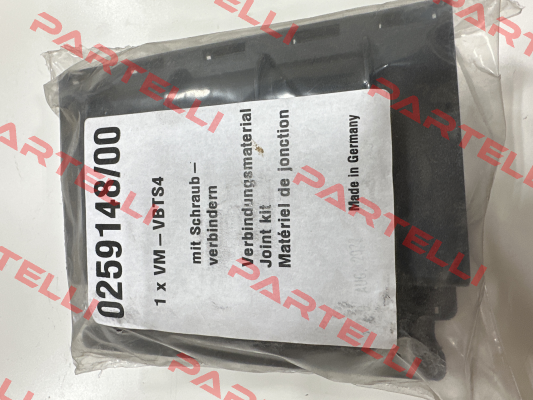 0259148/00
1 x VM – VBTS4
mit Schraub –
verbindern
Verbindungsmaterial
Joint kit
Matériel de jonction
Made in Germany
PARTELLI
PARTELLI
PARTELLI
PARTELLI
PARTELLI
PARTELLI